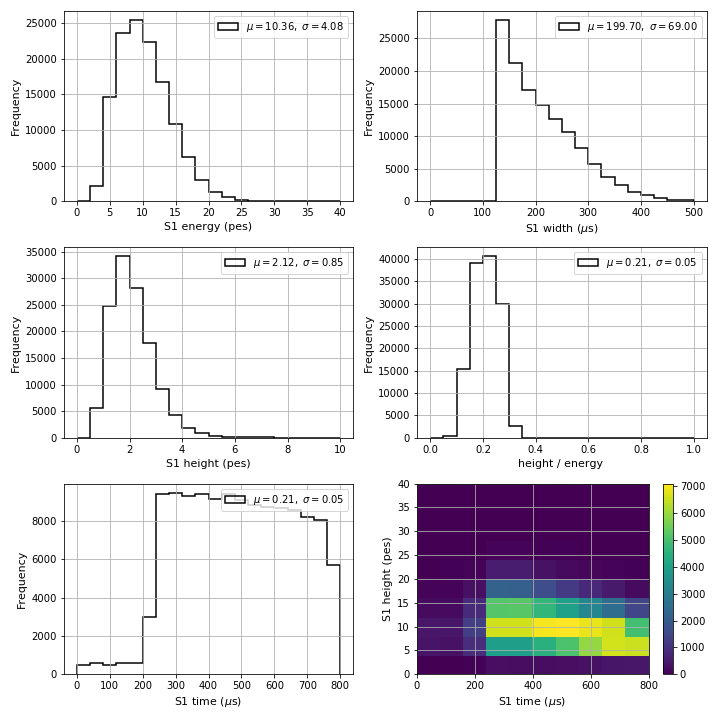 μ = 10.36, σ = 4.08
25000
20000
15000
10000
5000
0
Frequency
0 5 10 15 20 25 30 35 40
S1 energy (pes)
μ = 199.70, σ = 69.00
25000
20000
15000
10000
5000
0
Frequency
0 100 200 300 400 500
S1 width (μs)
μ = 2.12, σ = 0.85
35000
30000
25000
20000
15000
10000
5000
0
Frequency
0 2 4 6 8 10
S1 height (pes)
μ = 0.21, σ = 0.05
40000
35000
30000
25000
20000
15000
10000
5000
0
Frequency
0.0 0.2 0.4 0.6 0.8 1.0
height / energy
μ = 0.21, σ = 0.05
8000
6000
4000
2000
0
Frequency
0 100 200 300 400 500 600 700 800
S1 time (μs)
40
35
30
25
20
15
10
5
0
S1 height (pes)
0 200 400 600 800
S1 time (μs)
7000
6000
5000
4000
3000
2000
1000
0